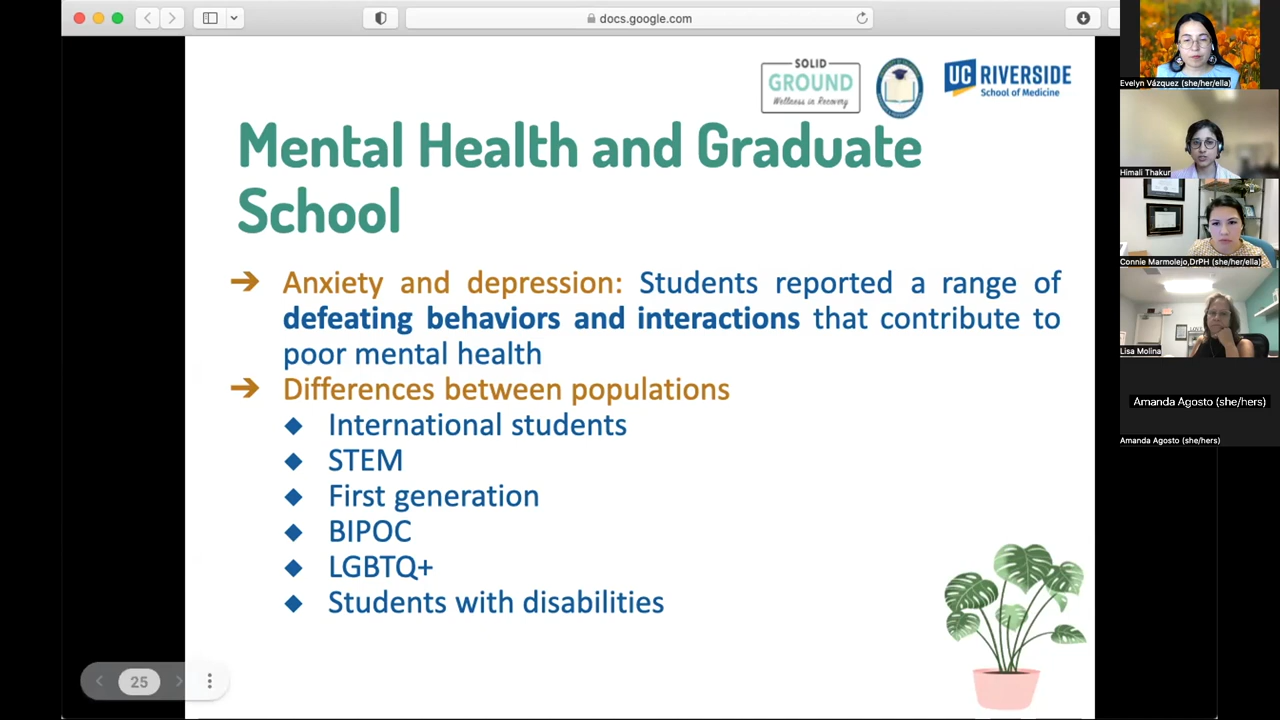 docs.google.com
SOLID
GROUND
Wellness in Recovery
UC RIVERSIDE
School of Medicine
Mental Health and Graduate
School
Anxiety and depression: Students reported a range of
defeating behaviors and interactions that contribute to
poor mental health
Differences between populations
International students
STEM
First generation
BIPOC
LGBTQ+
Students with disabilities
25
Evelyn Vázquez (she/her/ella)
Himali Thakur
Connie Marmolejo,DrPH (she/her/ella)
Lisa Molina
Amanda Agosto (she/hers)
Amanda Agosto (she/hers)